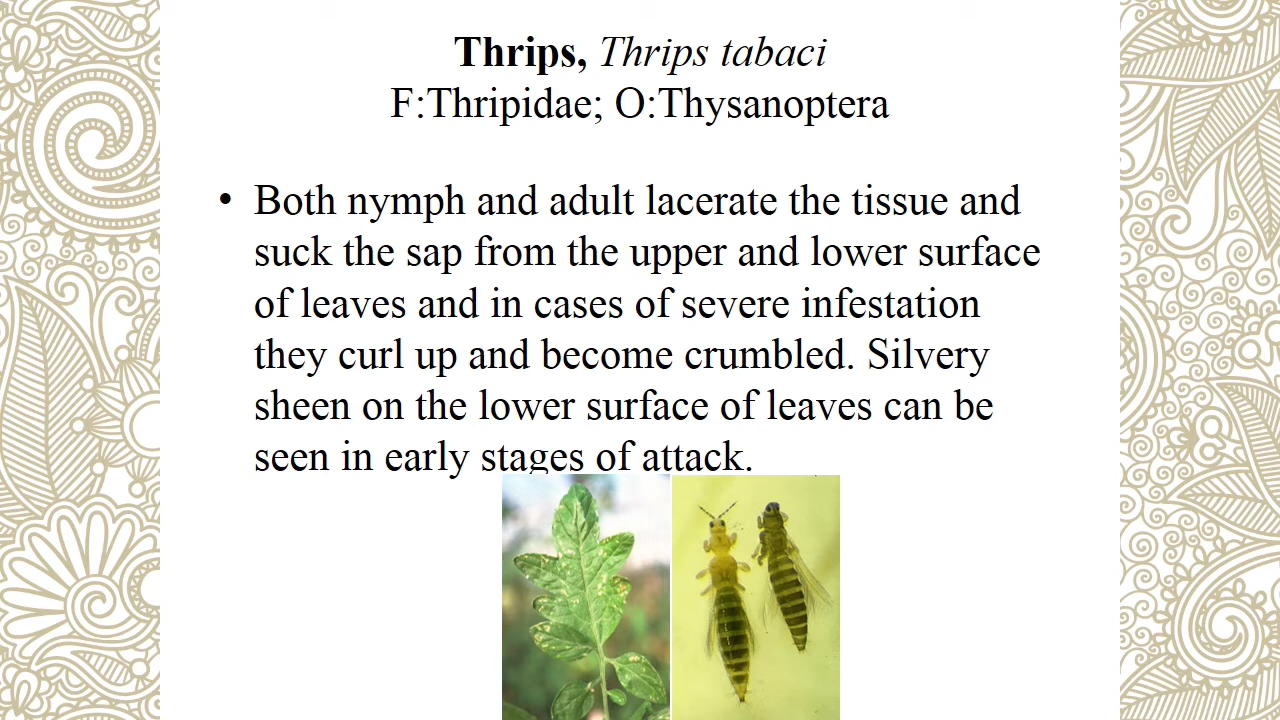 Thrips, Thrips tabaci
F:Thripidae; O:Thysanoptera
• Both nymph and adult lacerate the tissue and
suck the sap from the upper and lower surface
of leaves and in cases of severe infestation
they curl up and become crumbled. Silvery
sheen on the lower surface of leaves can be
seen in early stages of attack.